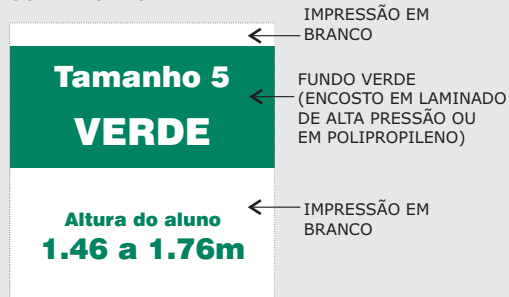 IMPRESSÃO EM
BRANCO
Tamanho 5
VERDE
FUNDO VERDE
(ENCOSTO EM LAMINADO
DE ALTA PRESSÃO OU
EM POLIPROPILENO)
Altura do aluno
1.46 a 1.76m
IMPRESSÃO EM
BRANCO